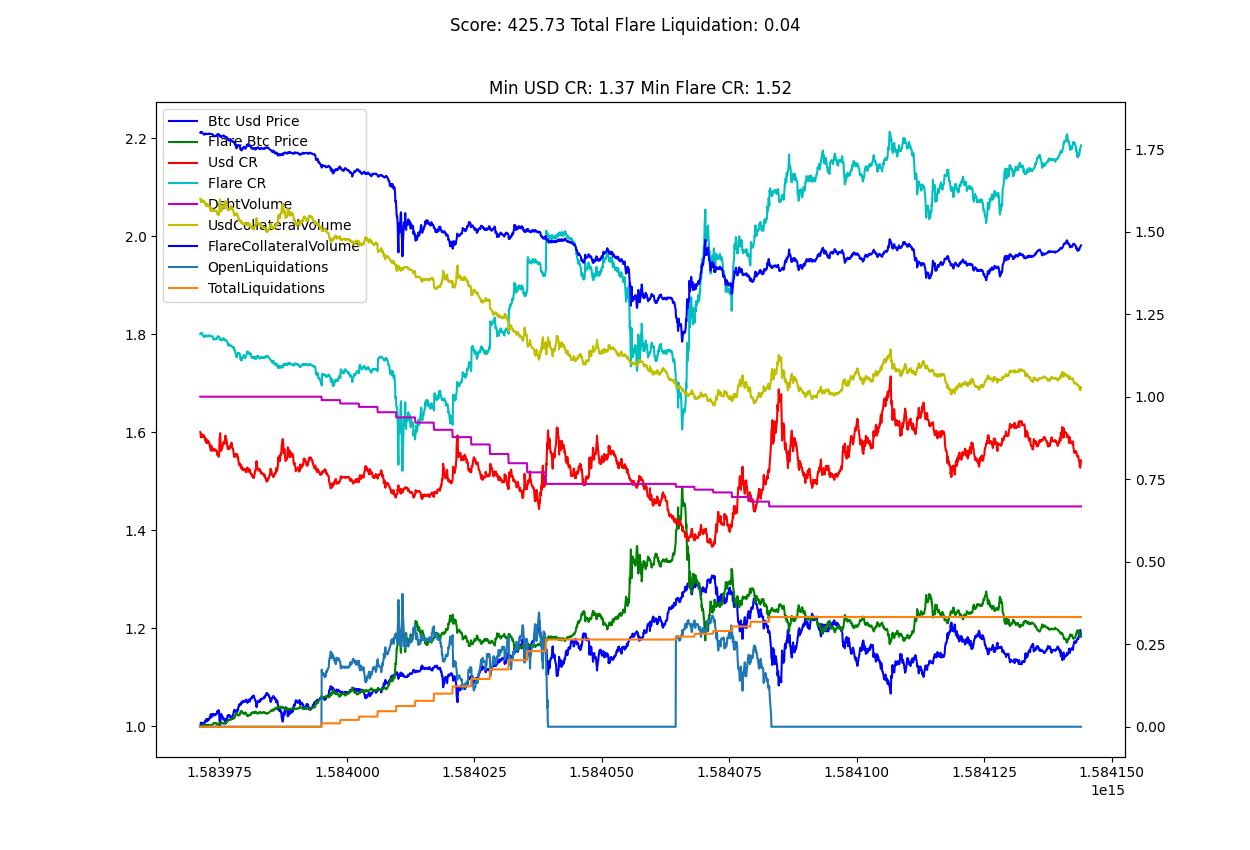 Score: 425.73 Total Flare Liquidation: 0.04
Min USD CR: 1.37 Min Flare CR: 1.52
Btc Usd Price
Flare Btc Price
Usd CR
Flare CR
DebtVolume
UsdCollateralVolume
FlareCollateralVolume
OpenLiquidations
TotalLiquidations
2.2
2.0
1.8
1.6
1.4
1.2
1.0
1.75
1.50
1.25
1.00
0.75
0.50
0.25
0.00
1.583975 1.584000 1.584025 1.584050 1.584075 1.584100 1.584125 1.584150
1e15